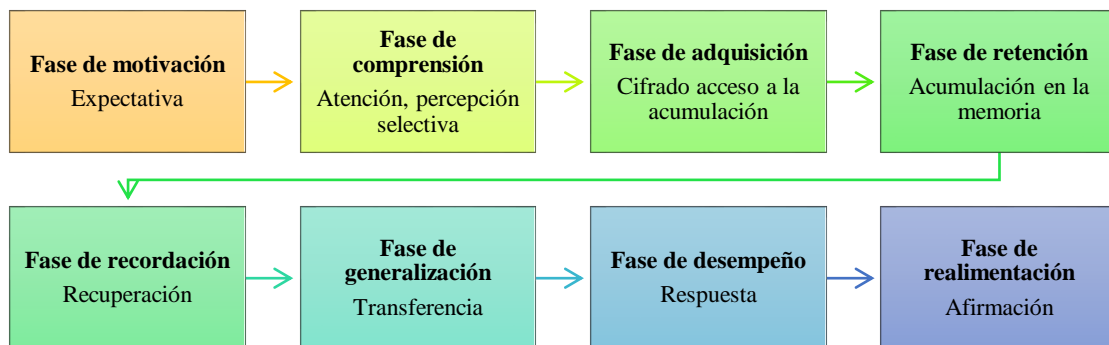 Fase de motivación
Expectativa
Fase de
comprensión
Atención, percepción
selectiva
Fase de adquisición
Cifrado acceso a la
acumulación
Fase de retención
Acumulación en la
memoria
Fase de recordación
Recuperación
Fase de
generalización
Transferencia
Fase de desempeño
Respuesta
Fase de
realimentación
Afirmación